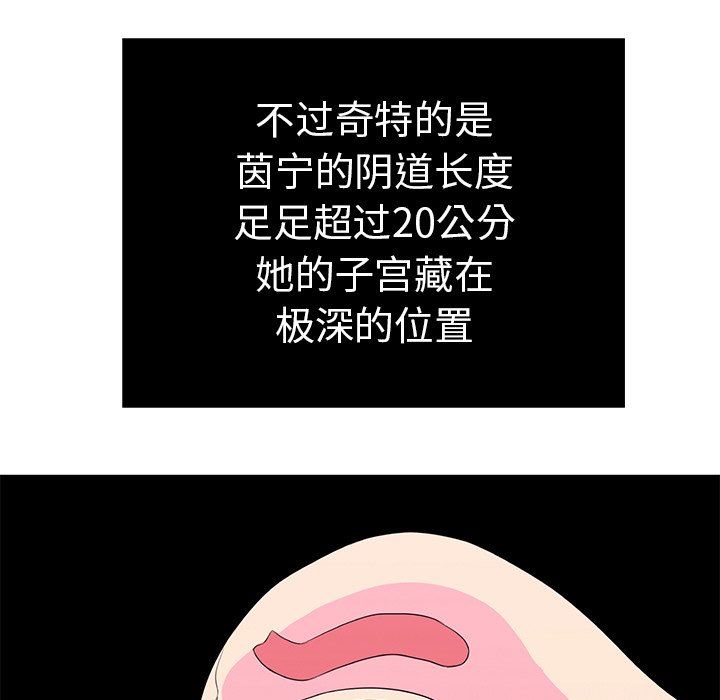 不过奇特的是
茵宁的阴道长度
足足超过20公分
她的子宫藏在
极深的位置